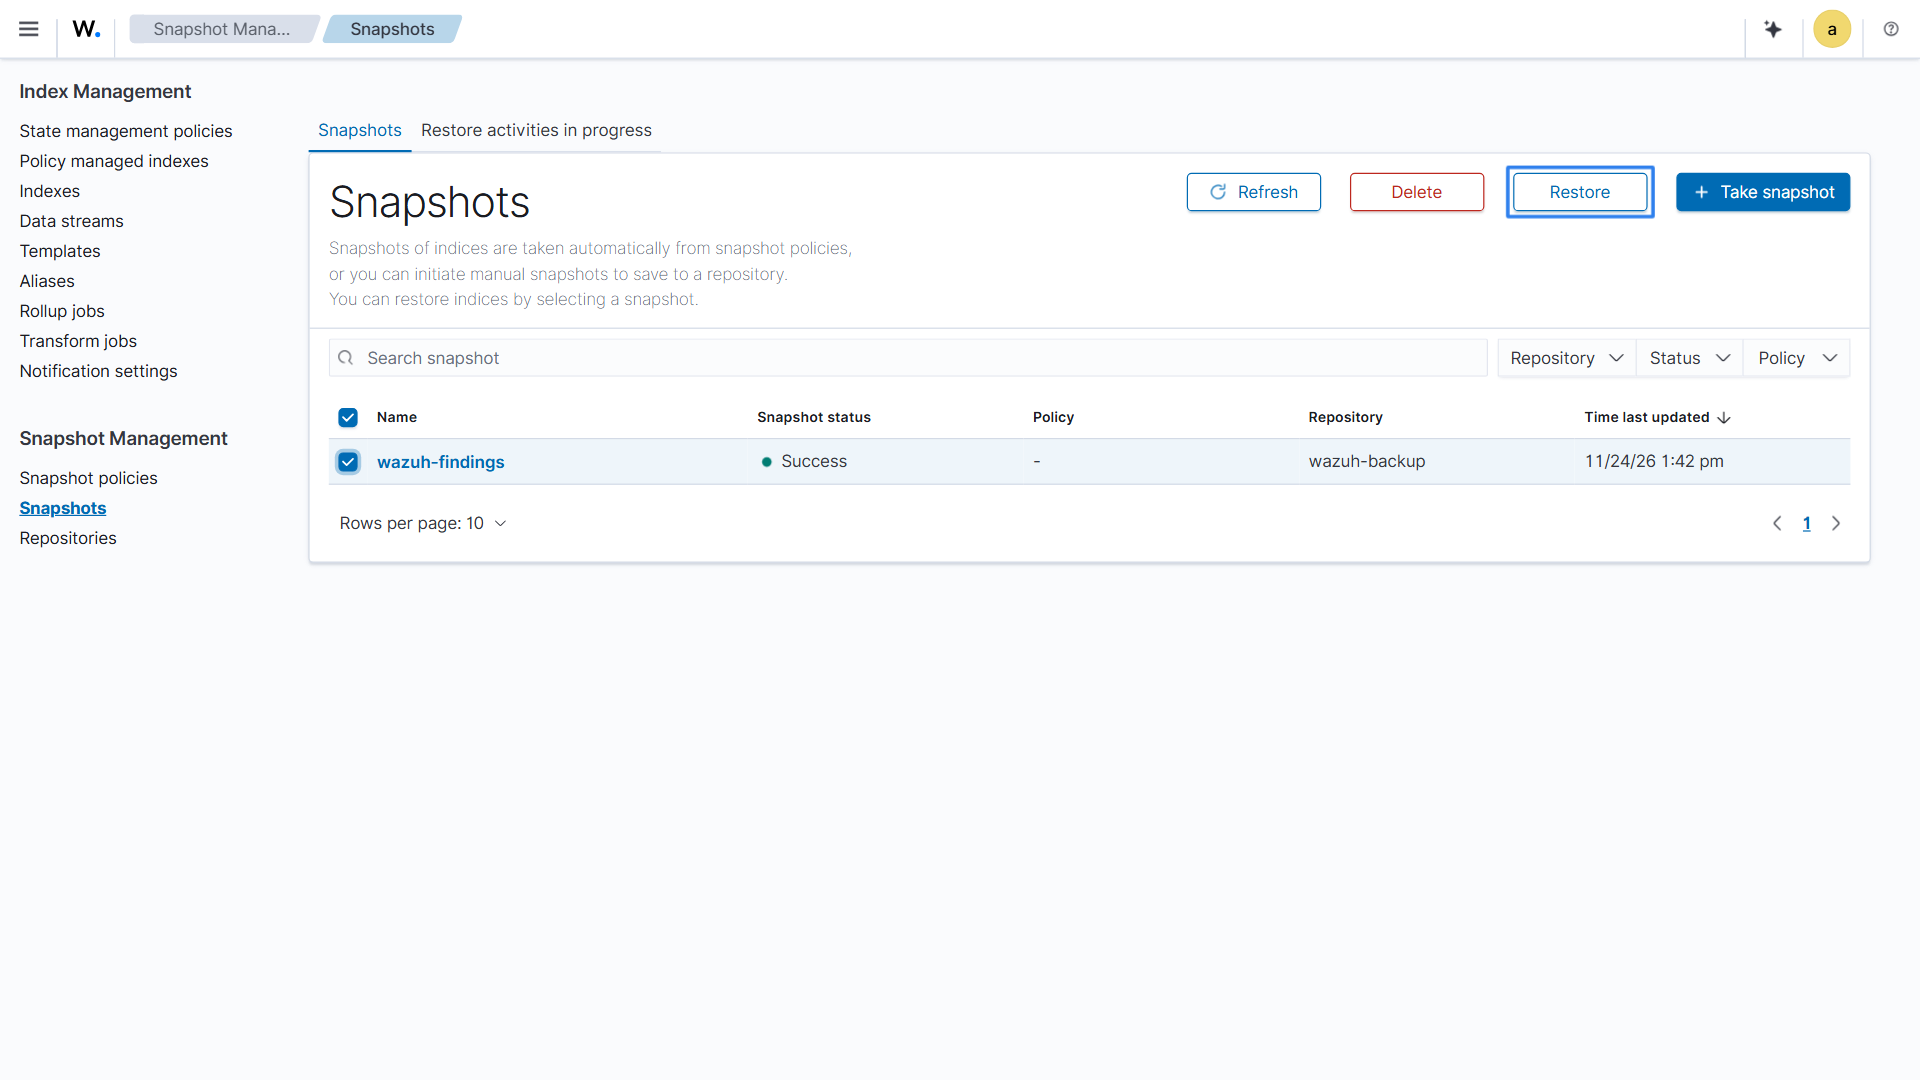 W.
Snapshot Mana...
Snapshots
a
Index Management
State management policies
Policy managed indexes
Indexes
Data streams
Templates
Aliases
Rollup jobs
Transform jobs
Notification settings
Snapshot Management
Snapshot policies
Snapshots
Repositories
Snapshots
Restore activities in progress
Snapshots
Refresh
Delete
Restore
Take snapshot
Snapshots of indices are taken automatically from snapshot policies,
or you can initiate manual snapshots to save to a repository.
You can restore indices by selecting a snapshot.
Search snapshot
Repository
Status
Policy
Name Snapshot status Policy Repository Time last updated
wazuh-findings Success - wazuh-backup 11/24/26 1:42 pm
Rows per page: 10
1